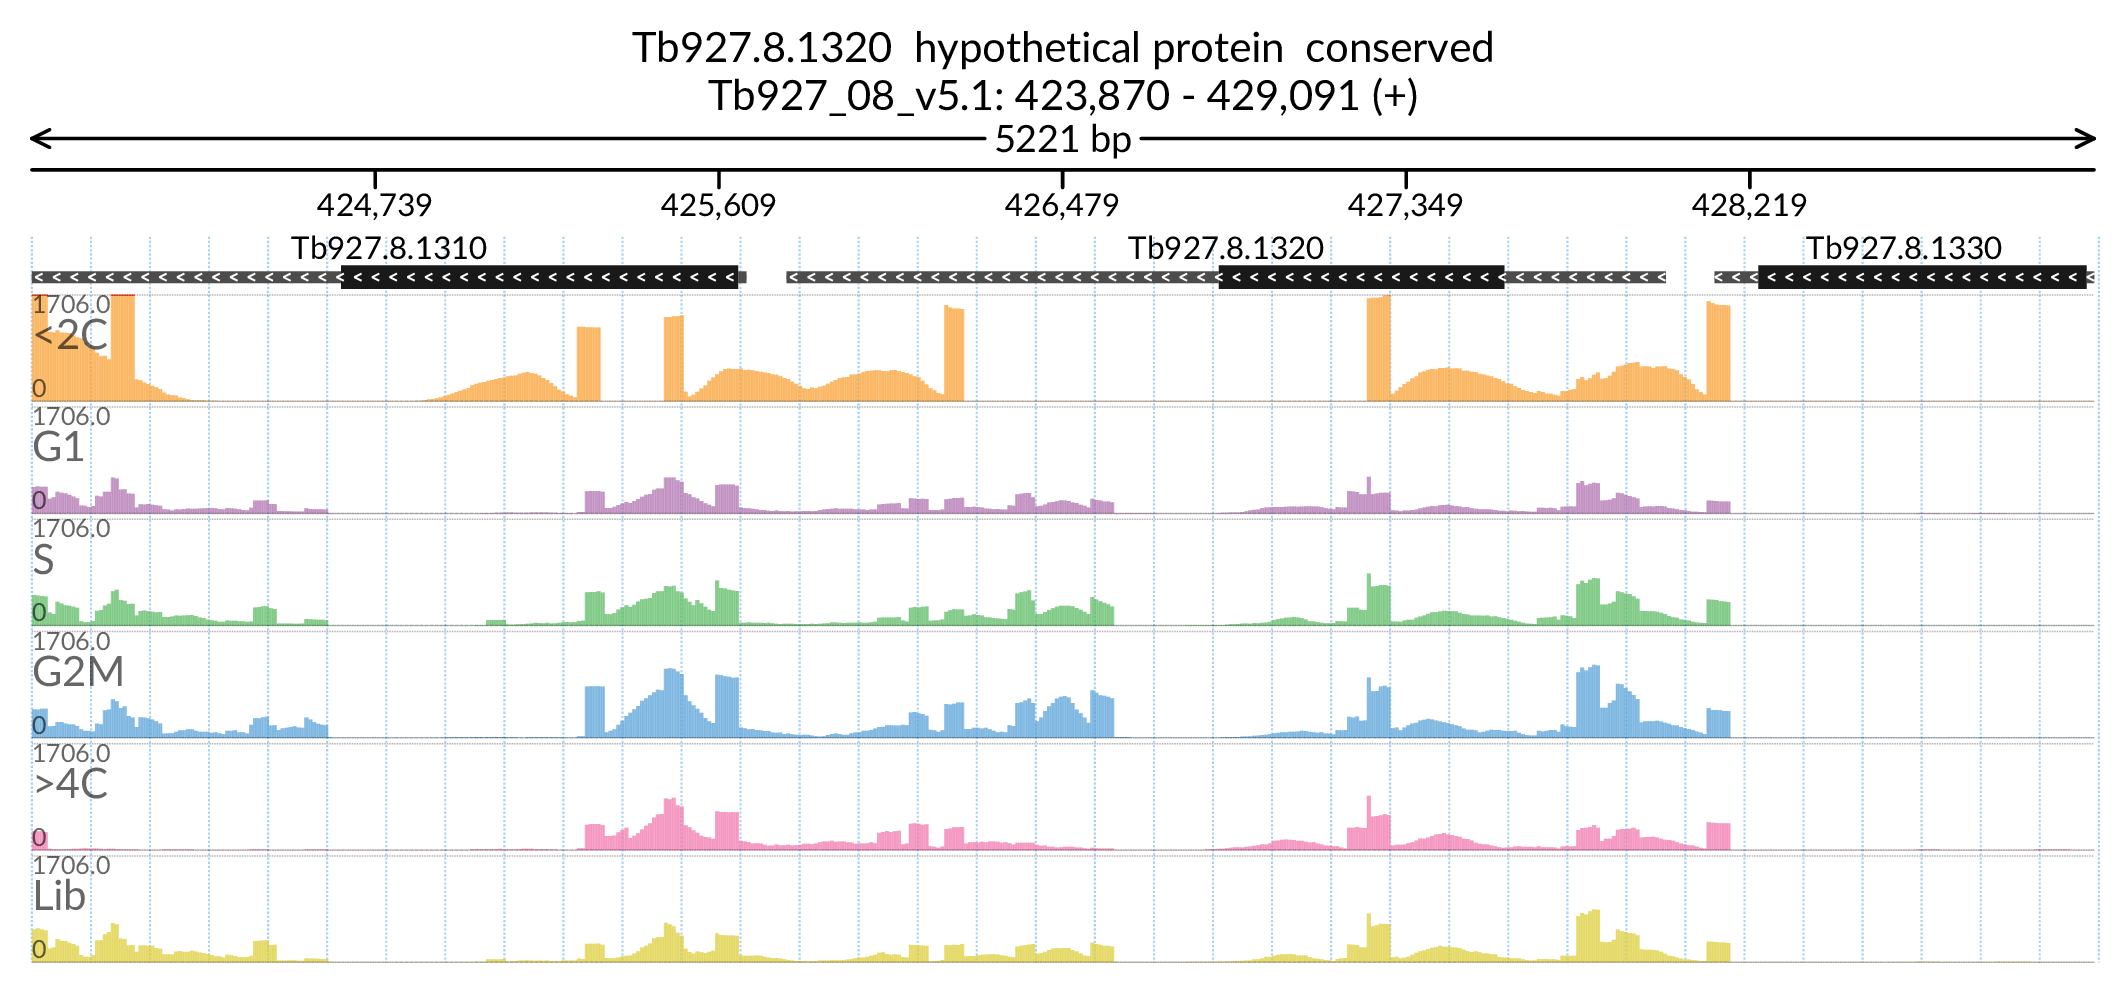 Tb927.8.1320 hypothetical protein conserved
Tb927_08_v5.1: 423,870 - 429,091 (+)
5221 bp
424,739 425,609 426,479 427,349 428,219
Tb927.8.1310 Tb927.8.1320 Tb927.8.1330
1706.0
<2C
0
1706.0
G1
0
1706.0
S
0
1706.0
G2M
0
1706.0
>4C
0
1706.0
Lib
0